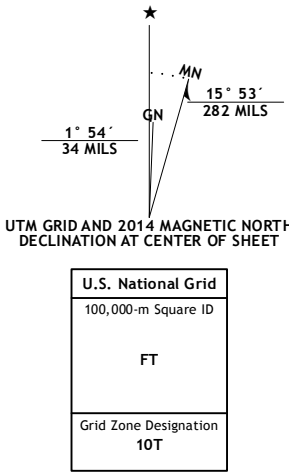 MN
GN
15° 53´
282 MILS
1° 54´
34 MILS
UTM GRID AND 2014 MAGNETIC NORTH
DECLINATION AT CENTER OF SHEET
U.S. National Grid
100,000-m Square ID
FT
Grid Zone Designation
10T